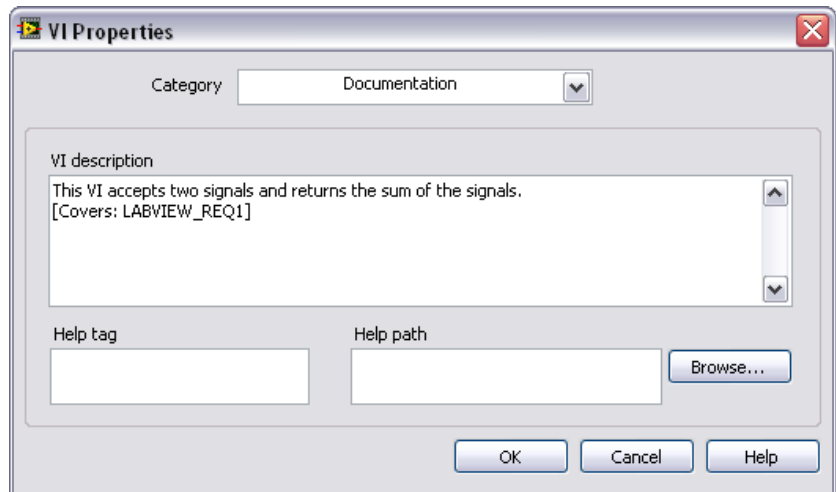 VI Properties
Category Documentation
VI description
This VI accepts two signals and returns the sum of the signals.
[Covers: LABVIEW_REQ1]
Help tag Help path
Browse...
OK Cancel Help